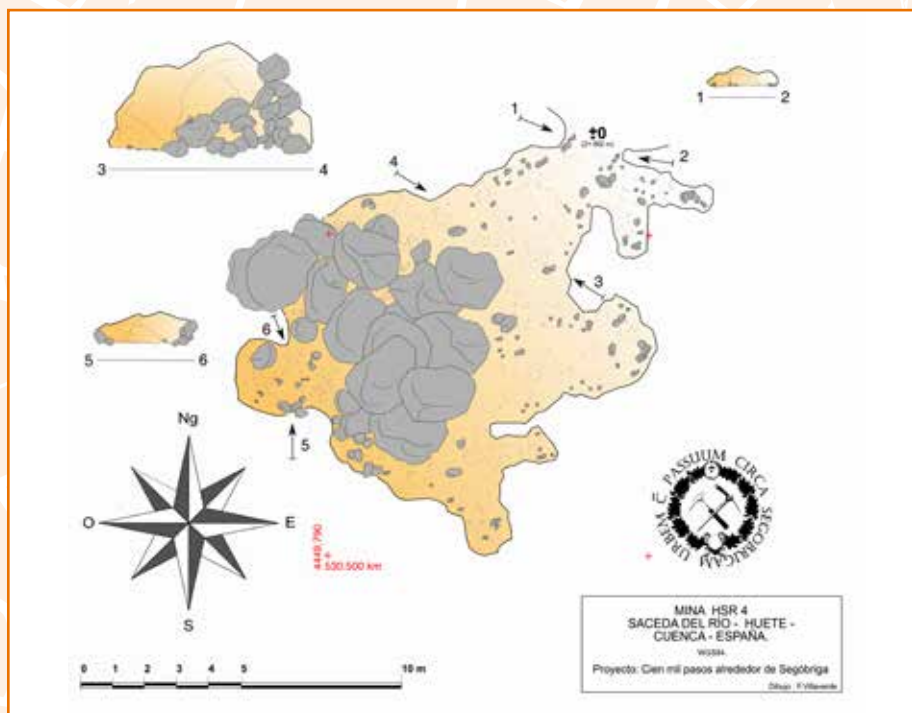 3
4
1
2
1
±0
2
4
3
6
5
6
5
Ng
O
E
S
4449.790
530.500 km
URBEM C PASSUUM CIRCA SEGOBRIGAM
0 1 2 3 4 5 10 m
MINA HSR 4
SACEDA DEL RÍO - HUETE -
CUENCA - ESPAÑA.
WGS84
Proyecto: Cien mil pasos alrededor de Segóbriga
Dibujo: P.Villaverde